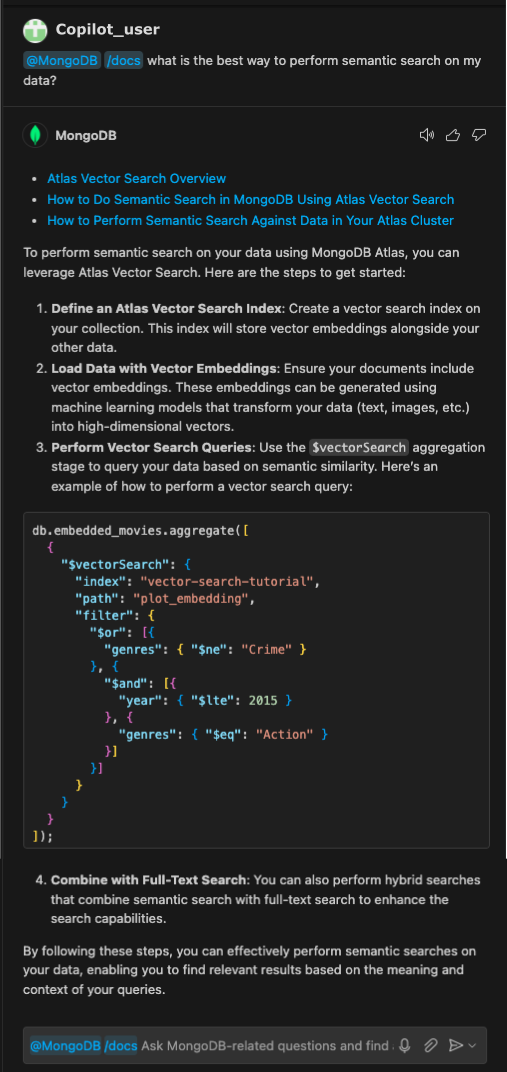 Copilot_user
@MongoDB /docs what is the best way to perform semantic search on my
data?
MongoDB
• Atlas Vector Search Overview
• How to Do Semantic Search in MongoDB Using Atlas Vector Search
• How to Perform Semantic Search Against Data in Your Atlas Cluster
To perform semantic search on your data using MongoDB Atlas, you can
leverage Atlas Vector Search. Here are the steps to get started:
1. Define an Atlas Vector Search Index: Create a vector search index on
your collection. This index will store vector embeddings alongside your
other data.
2. Load Data with Vector Embeddings: Ensure your documents include
vector embeddings. These embeddings can be generated using
machine learning models that transform your data (text, images, etc.)
into high-dimensional vectors.
3. Perform Vector Search Queries: Use the $vectorSearch aggregation
stage to query your data based on semantic similarity. Here's an
example of how to perform a vector search query:
db.embedded_movies.aggregate([
  {
    "$vectorSearch": {
      "index": "vector-search-tutorial",
      "path": "plot_embedding",
      "filter": {
        "$or": [{
          "genres": { "$ne": "Crime" }
        }, {
          "$and": [{
            "year": { "$lte": 2015 }
          }, {
            "genres": { "$eq": "Action" }
          }]
        }]
      }
    }
  }
]);
4. Combine with Full-Text Search: You can also perform hybrid searches
that combine semantic search with full-text search to enhance the
search capabilities.
By following these steps, you can effectively perform semantic searches on
your data, enabling you to find relevant results based on the meaning and
context of your queries.
@MongoDB /docs Ask MongoDB-related questions and find